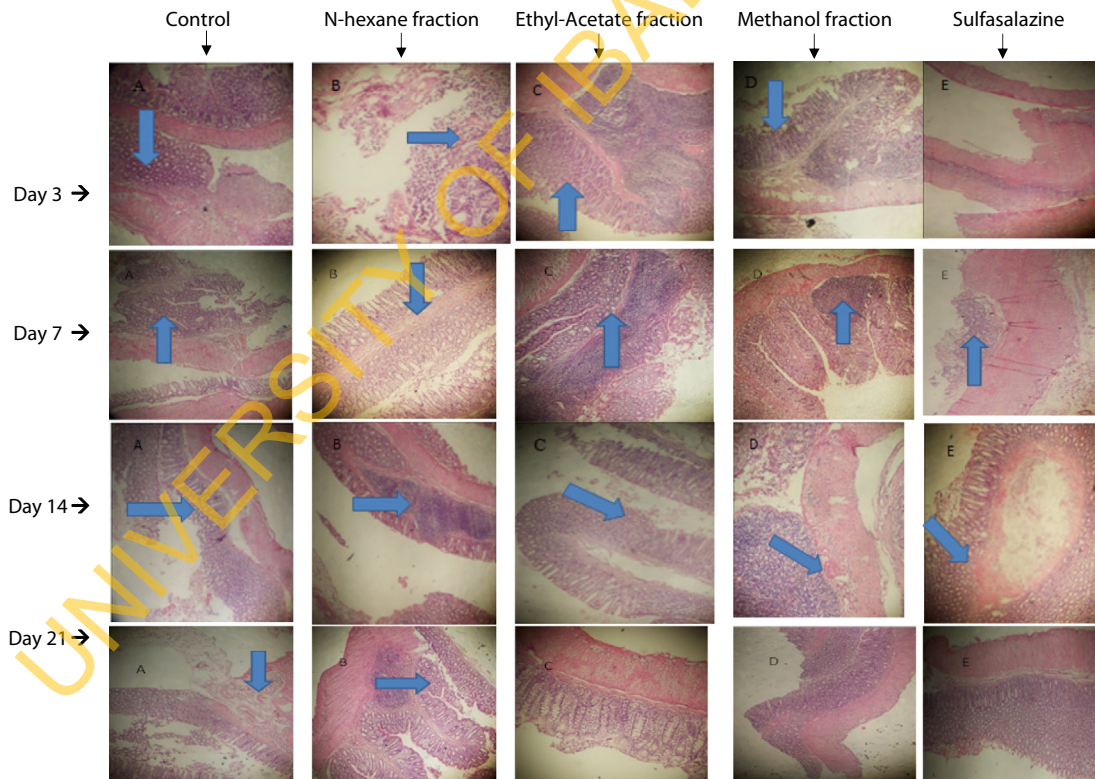 Control N-hexane fraction Ethyl-Acetate fraction Methanol fraction Sulfasalazine
Day 3 → A B C D E
Day 7 → A B C D E
Day 14 → A B C D E
Day 21 → A B C D E
UNIVERSITY OF IBA